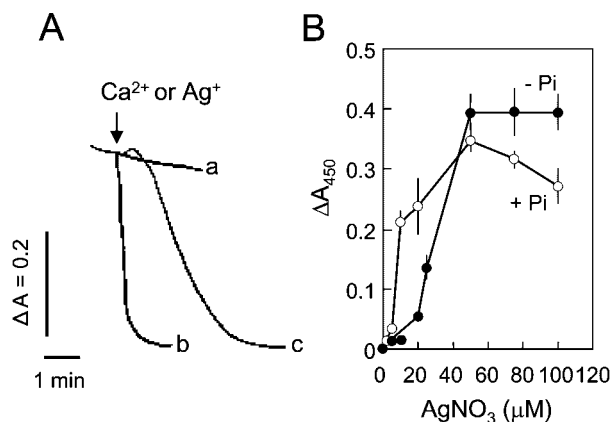 A
Ca²⁺ or Ag⁺
a
b
c
ΔA = 0.2
1 min
B
0.5
0.4
0.3
0.2
0.1
0
- Pi
+ Pi
ΔA₄₅₀
0 20 40 60 80 100 120
AgNO₃ (μM)